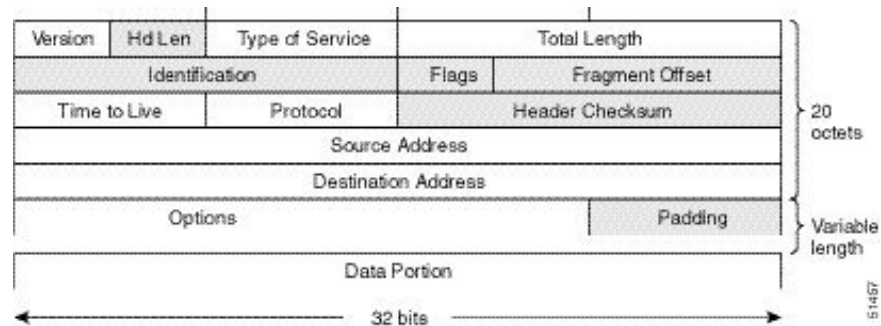 Version Hd Len Type of Service Total Length
Identification Flags Fragment Offset
Time to Live Protocol Header Checksum
20
octets
Source Address
Destination Address
Options Padding
Variable
length
Data Portion
32 bits
51457